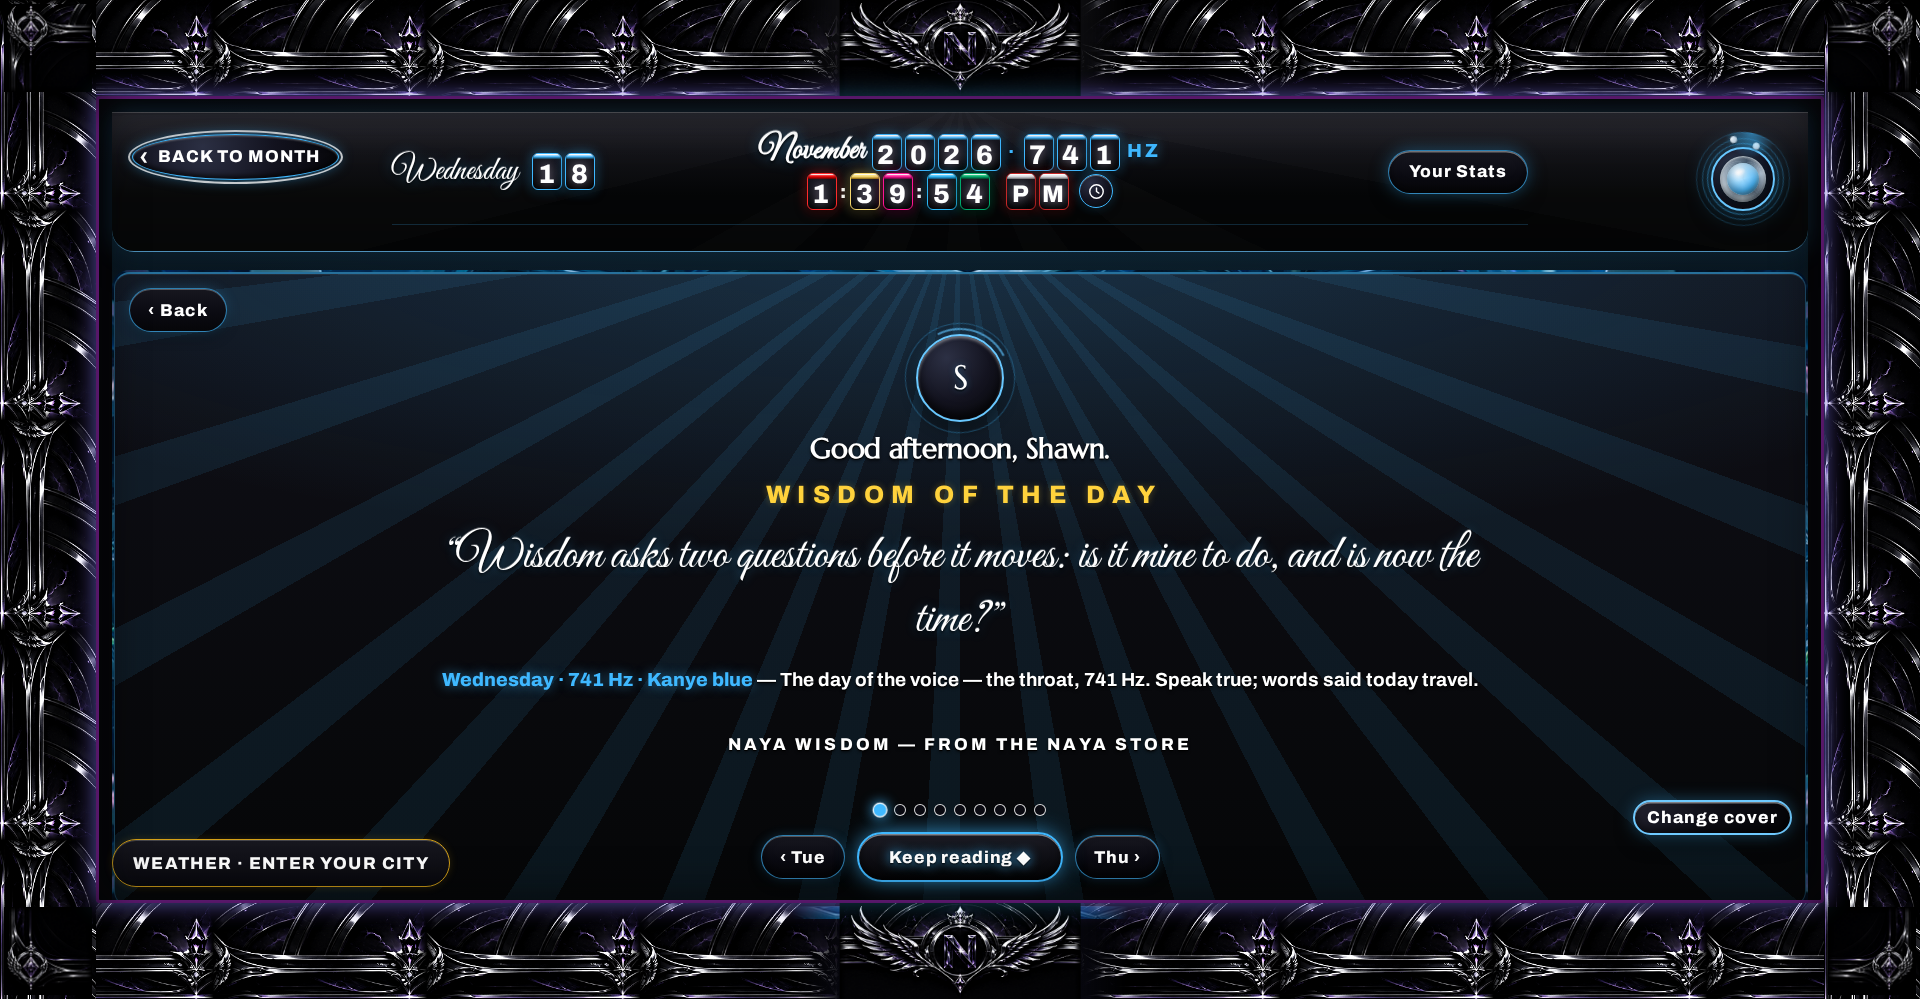 N
‹ BACK TO MONTH
Wednesday 18
November 2026 · 741 HZ
1:39:54 PM
Your Stats
‹ Back
S
Good afternoon, Shawn.
WISDOM OF THE DAY
“Wisdom asks two questions before it moves: is it mine to do, and is now the
time?”
Wednesday · 741 Hz · Kanye blue — The day of the voice — the throat, 741 Hz. Speak true; words said today travel.
NAYA WISDOM — FROM THE NAYA STORE
Change cover
WEATHER · ENTER YOUR CITY
‹ Tue
Keep reading ◆
Thu ›
N